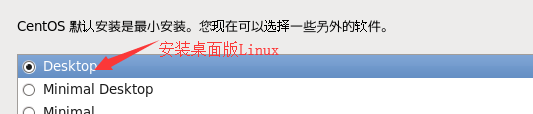 CentOS 默认安装是最小安装。您现在可以选择一些另外的软件。
安装桌面版Linux
Desktop
Minimal Desktop
Minimal